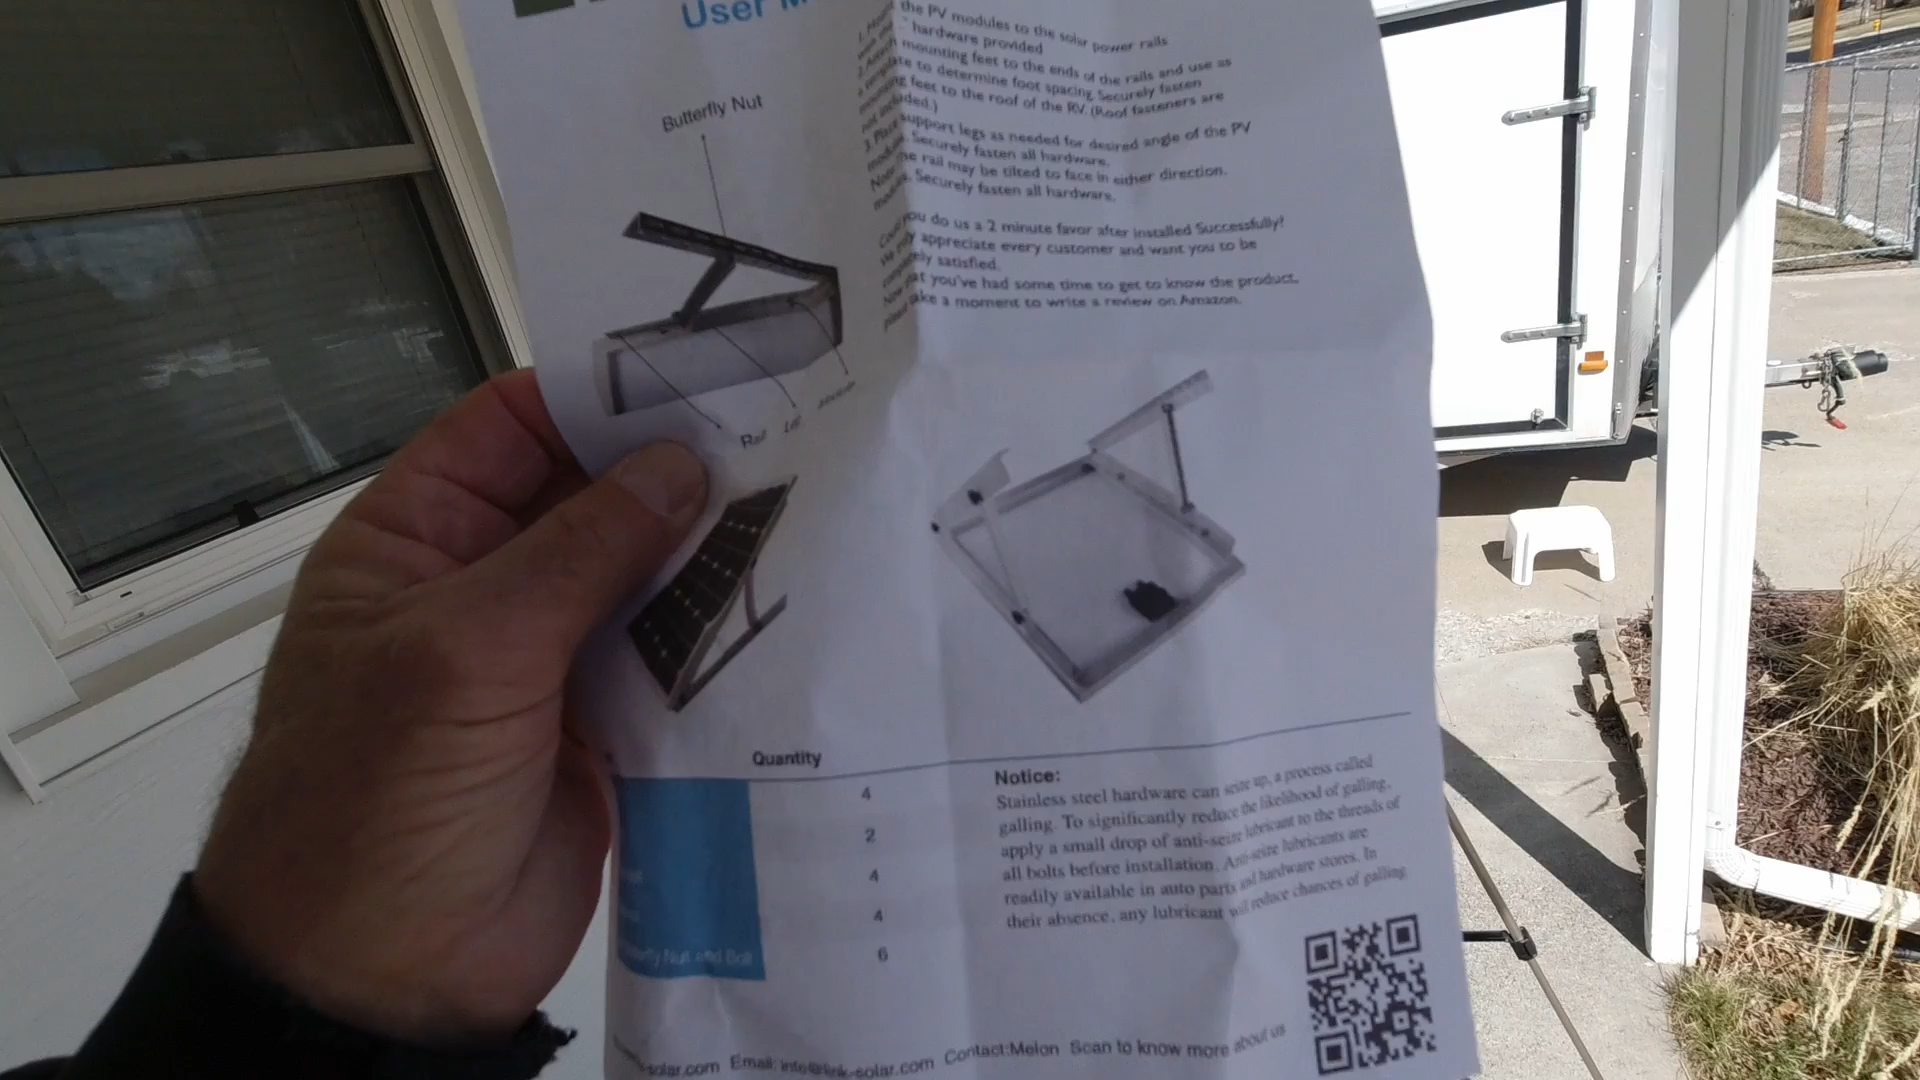 User M
the PV modules to the solar power rails
hardware provided
mounting feet to the ends of the rails and use as
to determine foot spacing Securely fasten
feet to the roof of the RV. (Roof fasteners are
support legs as needed for desired angle of the PV
Securely fasten all hardware.
rail may be tilted to face in either direction.
Securely fasten all hardware.
you do us a 2 minute favor after installed Successfully?
appreciate every customer and want you to be
satisfied.
you've had some time to get to know the product,
a moment to write a review on Amazon.
Butterfly Nut
Rail
Quantity
4
2
4
4
Nut and Bolt
6
Notice:
Stainless steel hardware can seize up, a process called
galling. To significantly reduce the likelihood of galling,
apply a small drop of anti-seize lubricant to the threads of
all bolts before installation. Anti-seize lubricants are
readily available in auto parts and hardware stores. In
their absence, any lubricant will reduce chances of galling
-solar.com Email: info@link-solar.com Contact:Melon Scan to know more about us